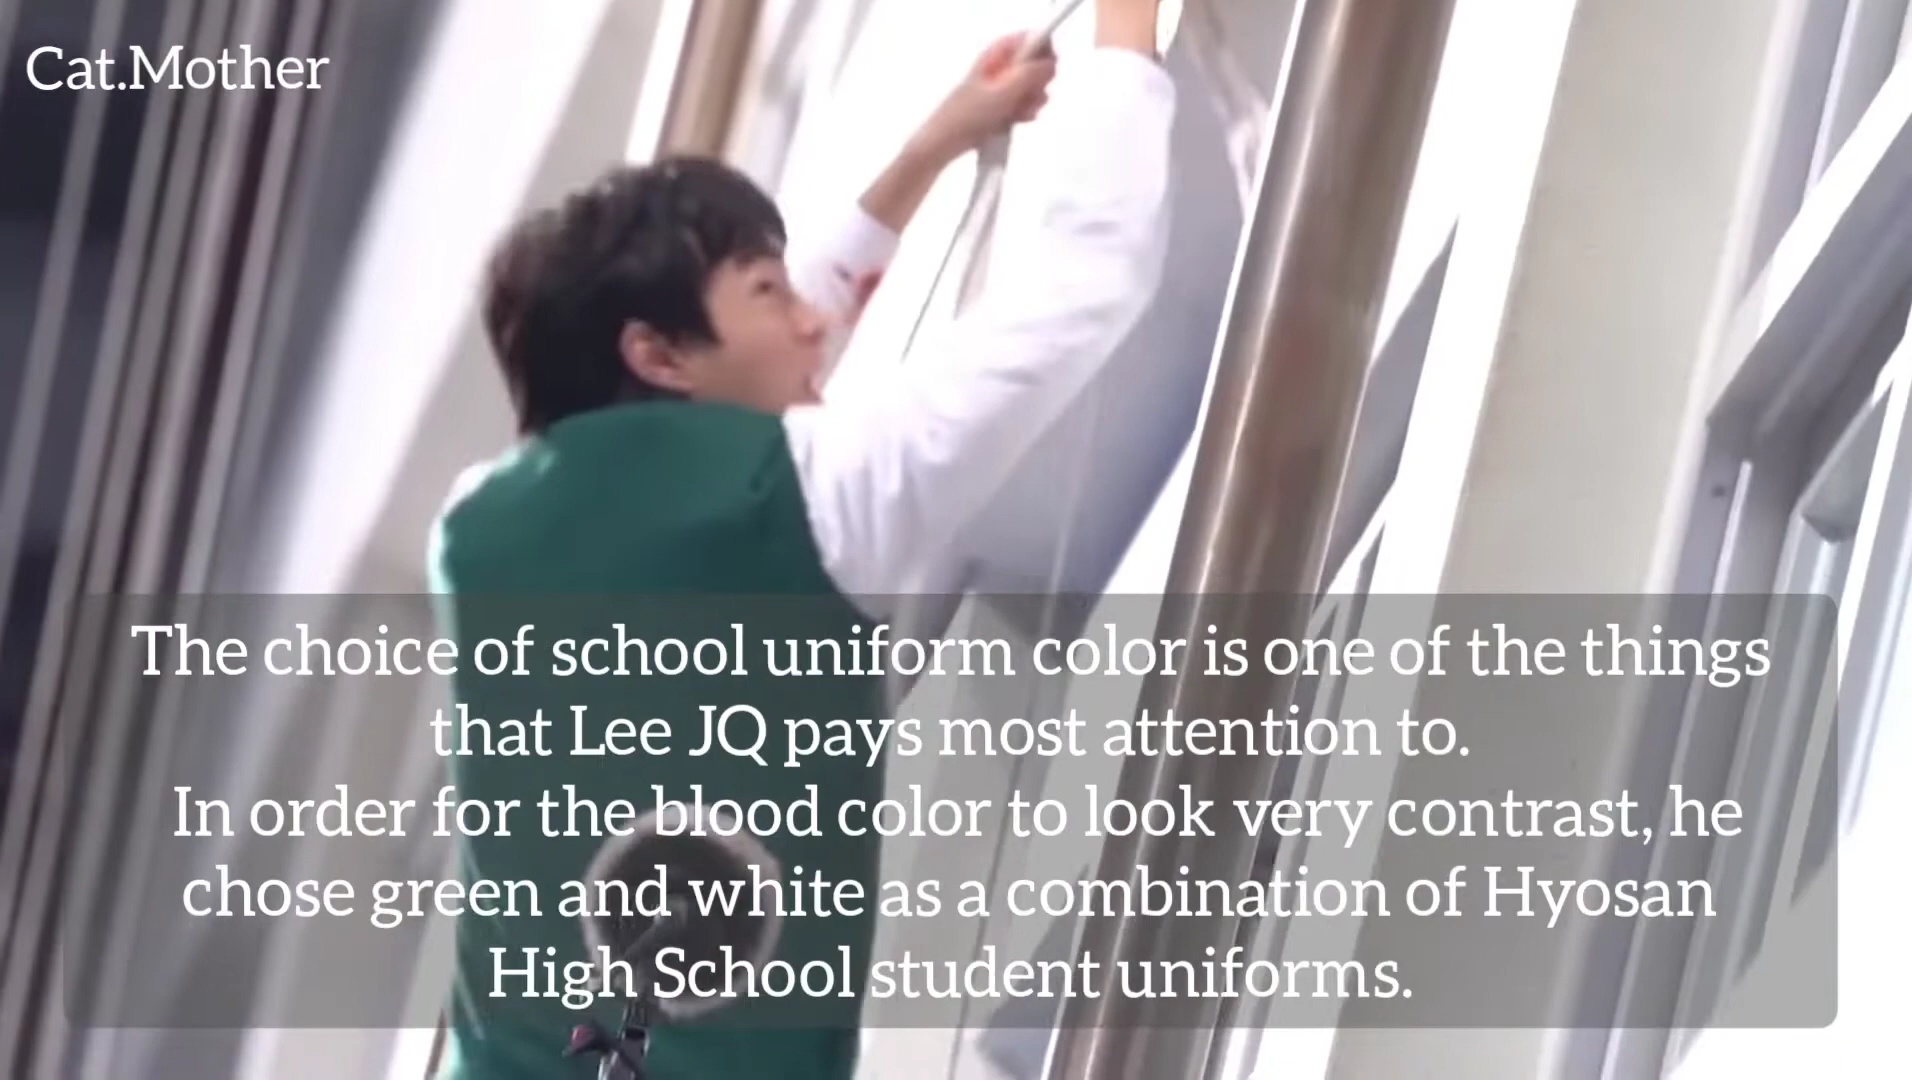 Cat.Mother
The choice of school uniform color is one of the things
that Lee JQ pays most attention to.
In order for the blood color to look very contrast, he
chose green and white as a combination of Hyosan
High School student uniforms.